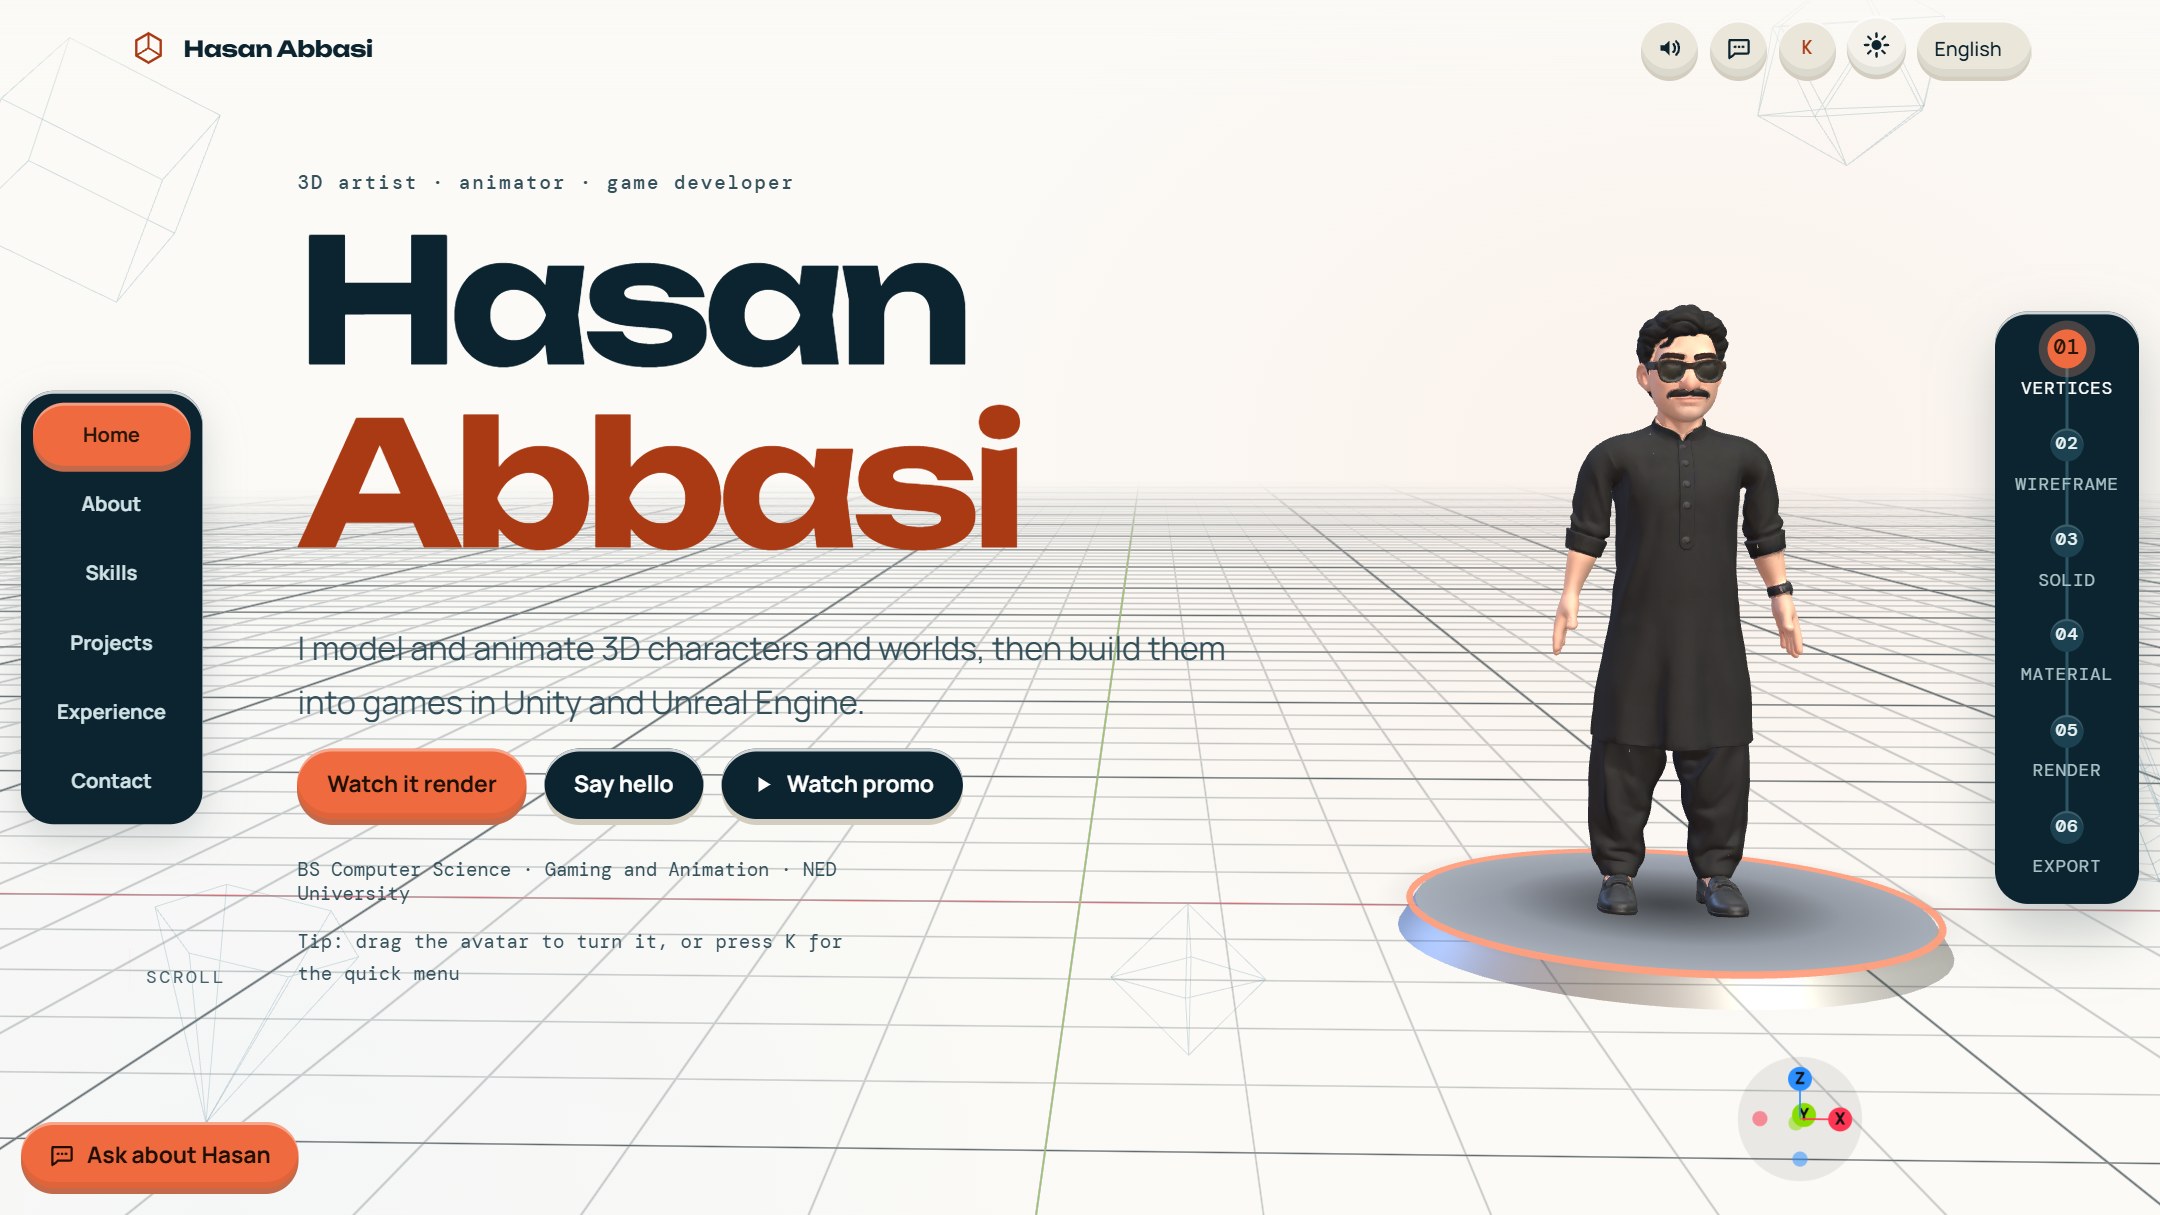 Hasan Abbasi
K
English
3D artist · animator · game developer
Hasan
Abbasi
Home
About
Skills
Projects
Experience
Contact
I model and animate 3D characters and worlds, then build them
into games in Unity and Unreal Engine.
Watch it render
Say hello
Watch promo
BS Computer Science · Gaming and Animation · NED
University
Tip: drag the avatar to turn it, or press K for
the quick menu
SCROLL
Ask about Hasan
01
VERTICES
02
WIREFRAME
03
SOLID
04
MATERIAL
05
RENDER
06
EXPORT
Z
Y
X